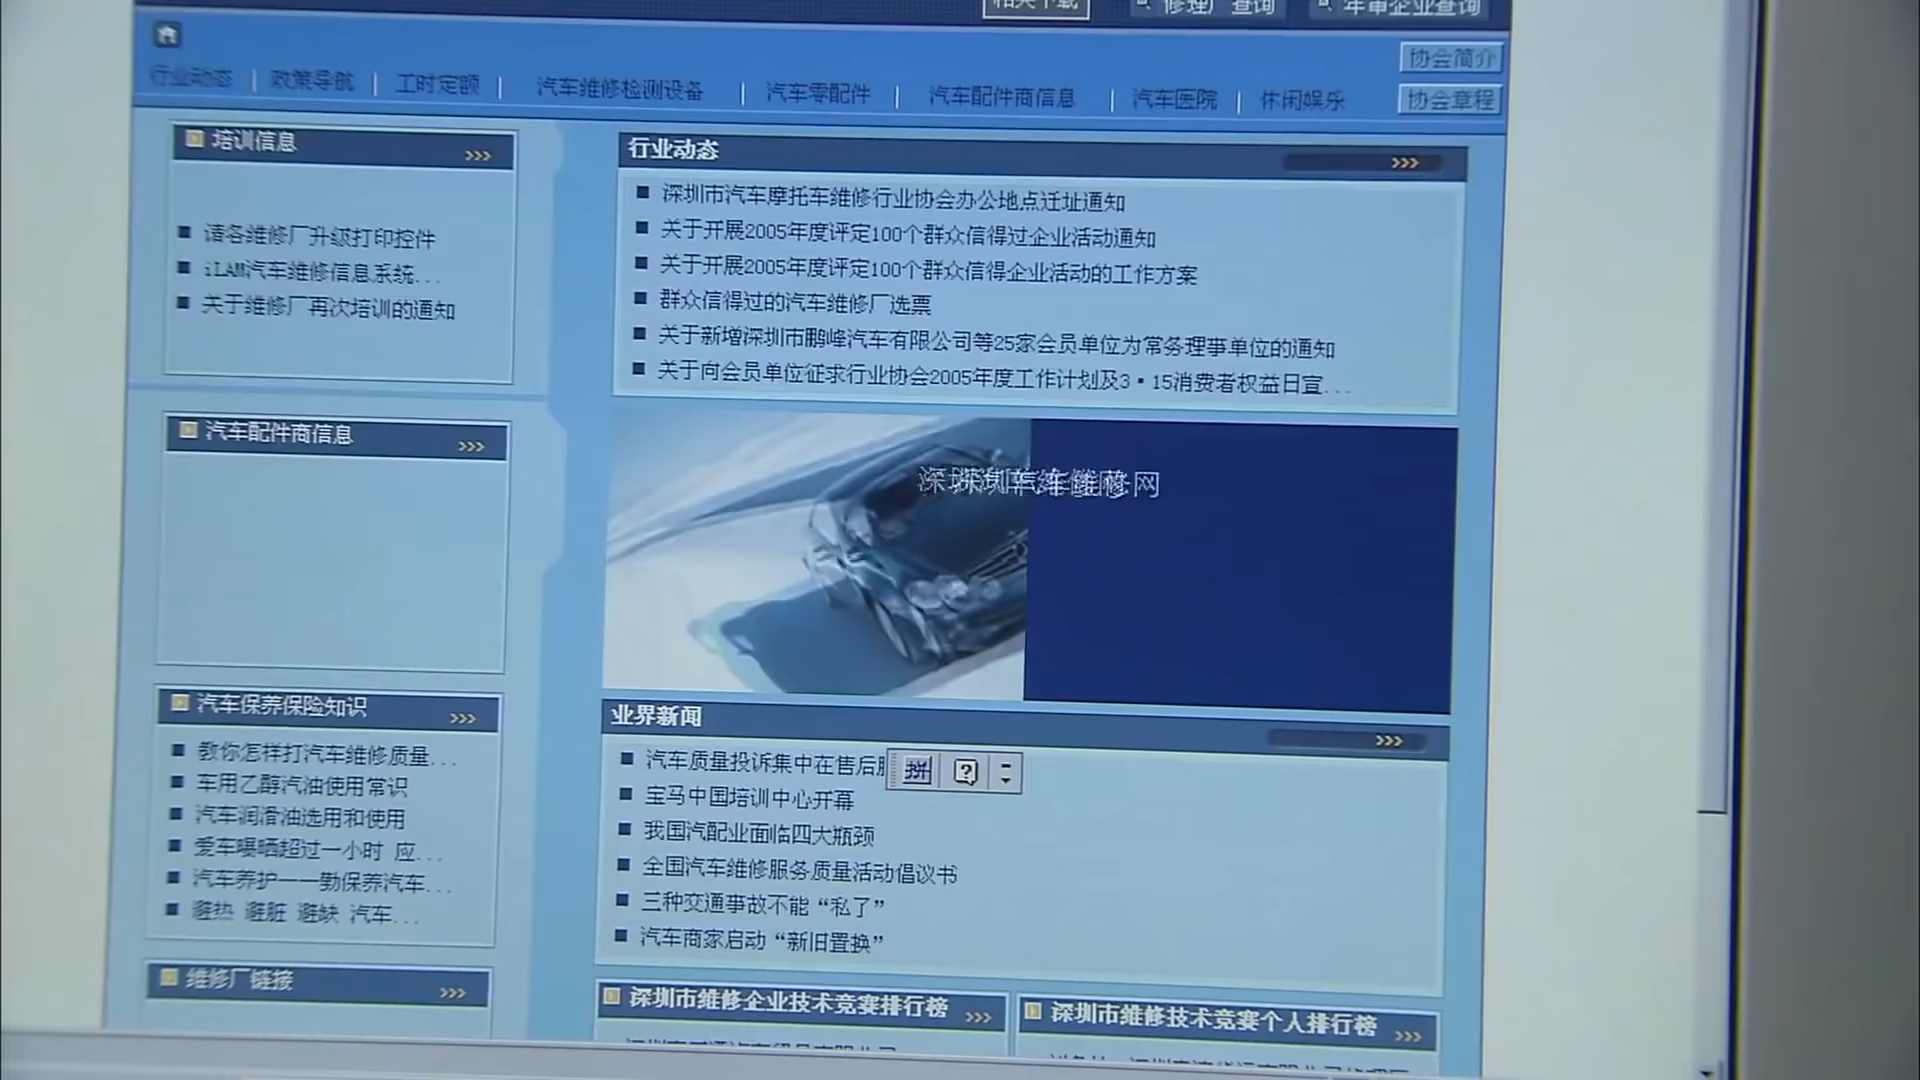 相关下载
修理厂查询
年审企业查询
协会简介
行业动态
政策导航
工时定额
汽车维修检测设备
汽车零配件
汽车配件商信息
汽车医院
休闲娱乐
协会章程
培训信息
请各维修厂升级打印控件
iLAM汽车维修信息系统...
关于维修厂再次培训的通知
行业动态
深圳市汽车摩托车维修行业协会办公地点迁址通知
关于开展2005年度评定100个群众信得过企业活动通知
关于开展2005年度评定100个群众信得企业活动的工作方案
群众信得过的汽车维修厂选票
关于新增深圳市鹏峰汽车有限公司等25家会员单位为常务理事单位的通知
关于向会员单位征求行业协会2005年度工作计划及3·15消费者权益日宣...
汽车配件商信息
汽车保养保险知识
教你怎样打汽车维修质量...
车用乙醇汽油使用常识
汽车润滑油选用和使用
爱车曝晒超过一小时 应...
汽车养护一一勤保养汽车...
避热 避脏 避缺 汽车...
业界新闻
汽车质量投诉集中在售后
拼
宝马中国培训中心开幕
我国汽配业面临四大瓶颈
全国汽车维修服务质量活动倡议书
三种交通事故不能“私了”
汽车商家启动“新旧置换”
维修厂链接
深圳市维修企业技术竞赛排行榜
深圳市维修技术竞赛个人排行榜